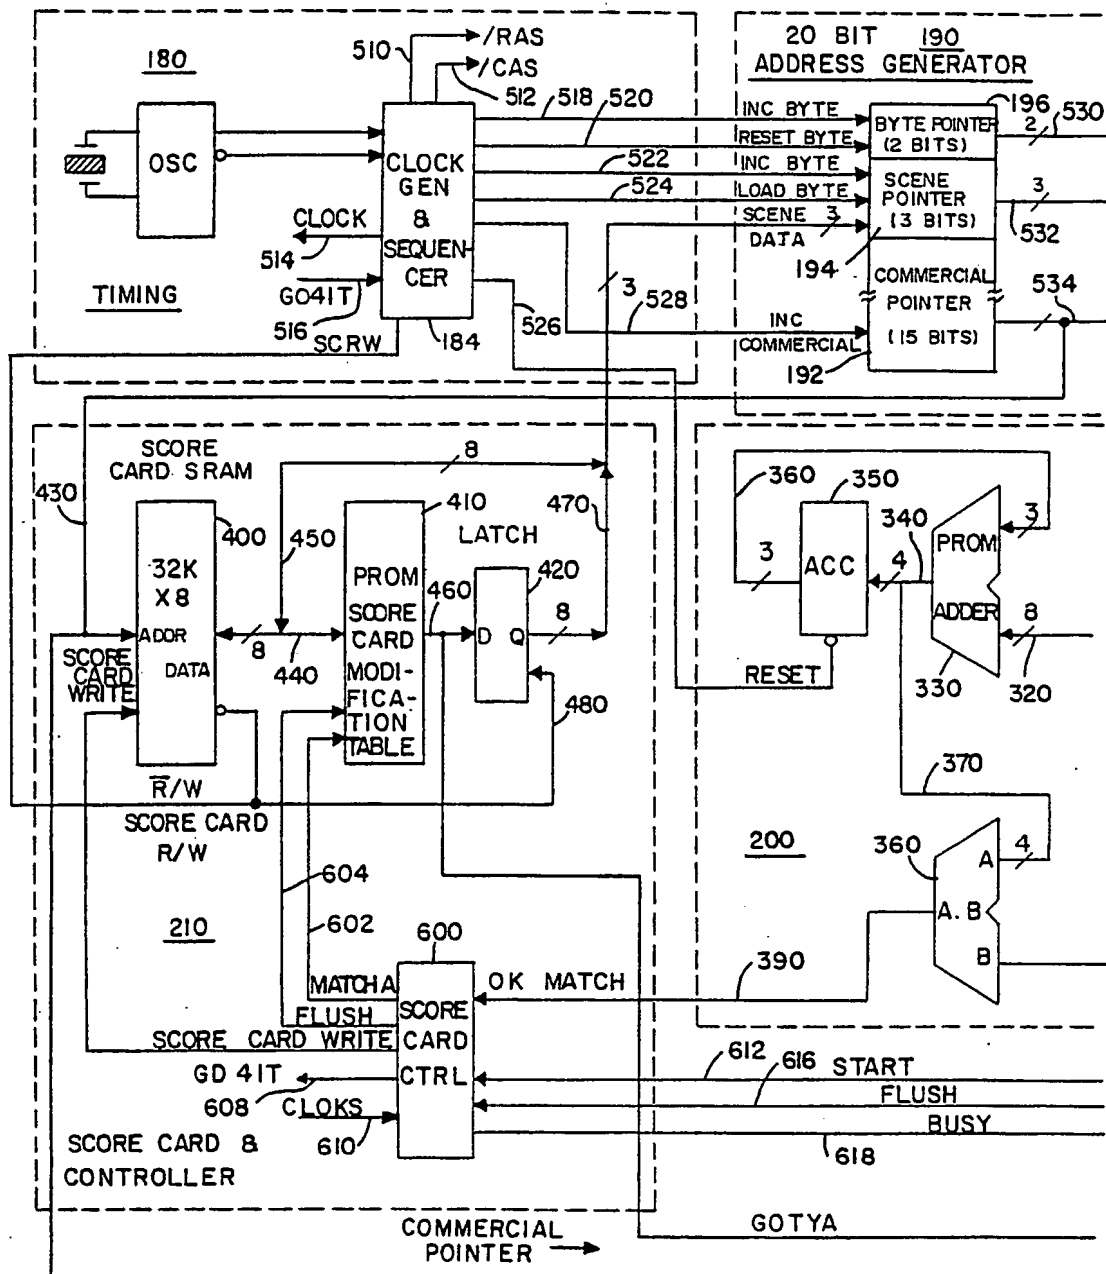 180
510
/RAS
/CAS
512
518
520
20 BIT 190
ADDRESS GENERATOR
196
OSC
CLOCK
GEN
&
SEQUEN-
CER
INC BYTE
RESET BYTE
INC BYTE
LOAD BYTE
SCENE
DATA
3
522
524
BYTE POINTER
(2 BITS)
SCENE
POINTER
(3 BITS)
COMMERCIAL
POINTER
(15 BITS)
2
530
3
532
534
194
192
CLOCK
514
GO41T
516
SCRW
184
526
528
3
INC
COMMERCIAL
TIMING
SCORE
CARD SRAM
430
400
32K
X 8
ADDR
DATA
SCORE
CARD
WRITE
R/W
SCORE CARD
R/W
8
450
8
440
410
PROM
SCORE
CARD
MODI-
FICA-
TION
TABLE
LATCH
460
420
D Q
8
470
480
360
350
340
3
ACC
4
PROM
ADDER
3
8
330
320
RESET
370
200
360
A
4
A.B
B
604
602
210
600
MATCHA
FLUSH
SCORE CARD WRITE
GD 41T
608
CLOKS
610
SCORE
CARD
CTRL
OK MATCH
390
612
616
START
FLUSH
BUSY
618
SCORE CARD &
CONTROLLER
COMMERCIAL
POINTER
GOTYA